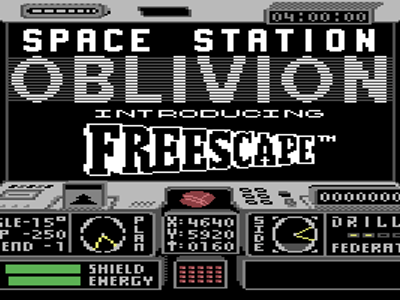 04:00:00
SPACE STATION
OBLIVION
INTRODUCING
FREESCAPE™
0000000
GLE-15° X:4640 DRILL
P -250 PLAN Y:5920 SIDE
END -1 ↑:0160 FEDERAT
SHIELD
ENERGY